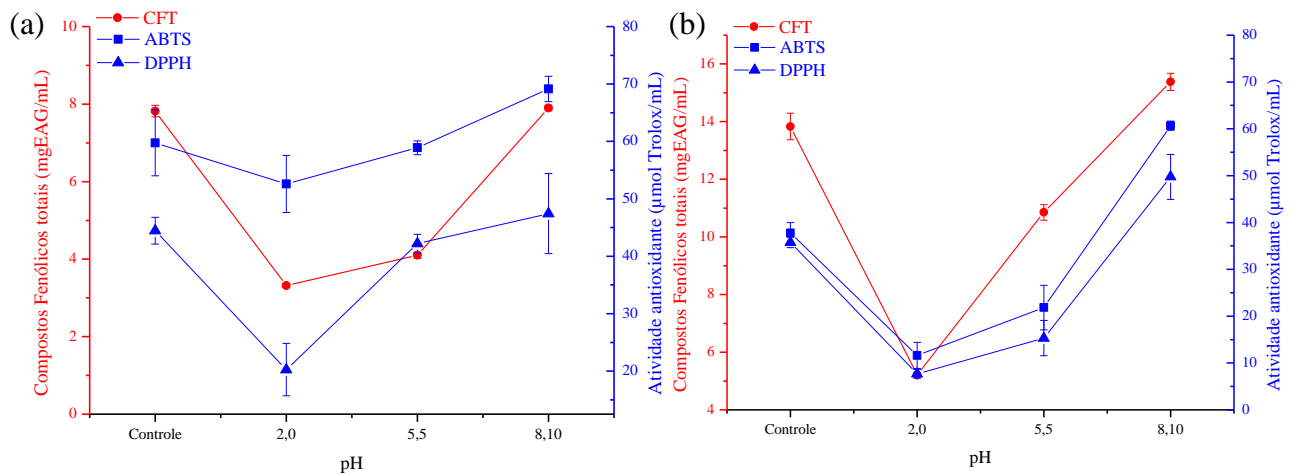 (a)
CFT
ABTS
DPPH
Compostos Fenólicos totais (mgEAG/mL)
10
8
6
4
2
0
Controle
2,0
5,5
8,10
pH
80
70
60
50
40
30
20
Atividade antioxidante (µmol Trolox/mL)
(b)
CFT
ABTS
DPPH
Compostos Fenólicos totais (mgEAG/mL)
16
14
12
10
8
6
4
Controle
2,0
5,5
8,10
pH
80
70
60
50
40
30
20
10
0
Atividade antioxidante (µmol Trolox/mL)